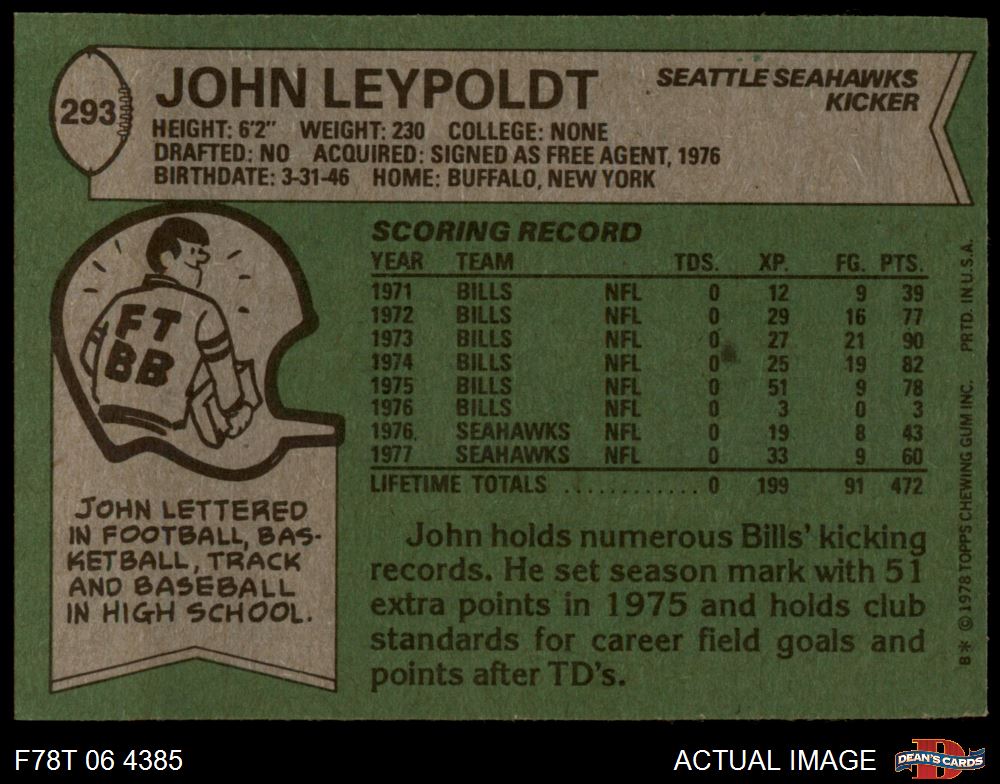 293
JOHN LEYPOLDT
SEATTLE SEAHAWKS
KICKER
HEIGHT: 6'2" WEIGHT: 230 COLLEGE: NONE
DRAFTED: NO ACQUIRED: SIGNED AS FREE AGENT, 1976
BIRTHDATE: 3-31-46 HOME: BUFFALO, NEW YORK
FT
BB
JOHN LETTERED
IN FOOTBALL, BAS-
KETBALL, TRACK
AND BASEBALL
IN HIGH SCHOOL.
SCORING RECORD
YEAR TEAM TDS. XP. FG. PTS.
1971 BILLS NFL 0 12 9 39
1972 BILLS NFL 0 29 16 77
1973 BILLS NFL 0 27 21 90
1974 BILLS NFL 0 25 19 82
1975 BILLS NFL 0 51 9 78
1976 BILLS NFL 0 3 0 3
1976 SEAHAWKS NFL 0 19 8 43
1977 SEAHAWKS NFL 0 33 9 60
LIFETIME TOTALS ............ 0 199 91 472
John holds numerous Bills' kicking
records. He set season mark with 51
extra points in 1975 and holds club
standards for career field goals and
points after TD's.
B* © 1978 TOPPS CHEWING GUM INC. PRTD. IN U.S.A.
F78T 06 4385
ACTUAL IMAGE
DEAN'S CARDS